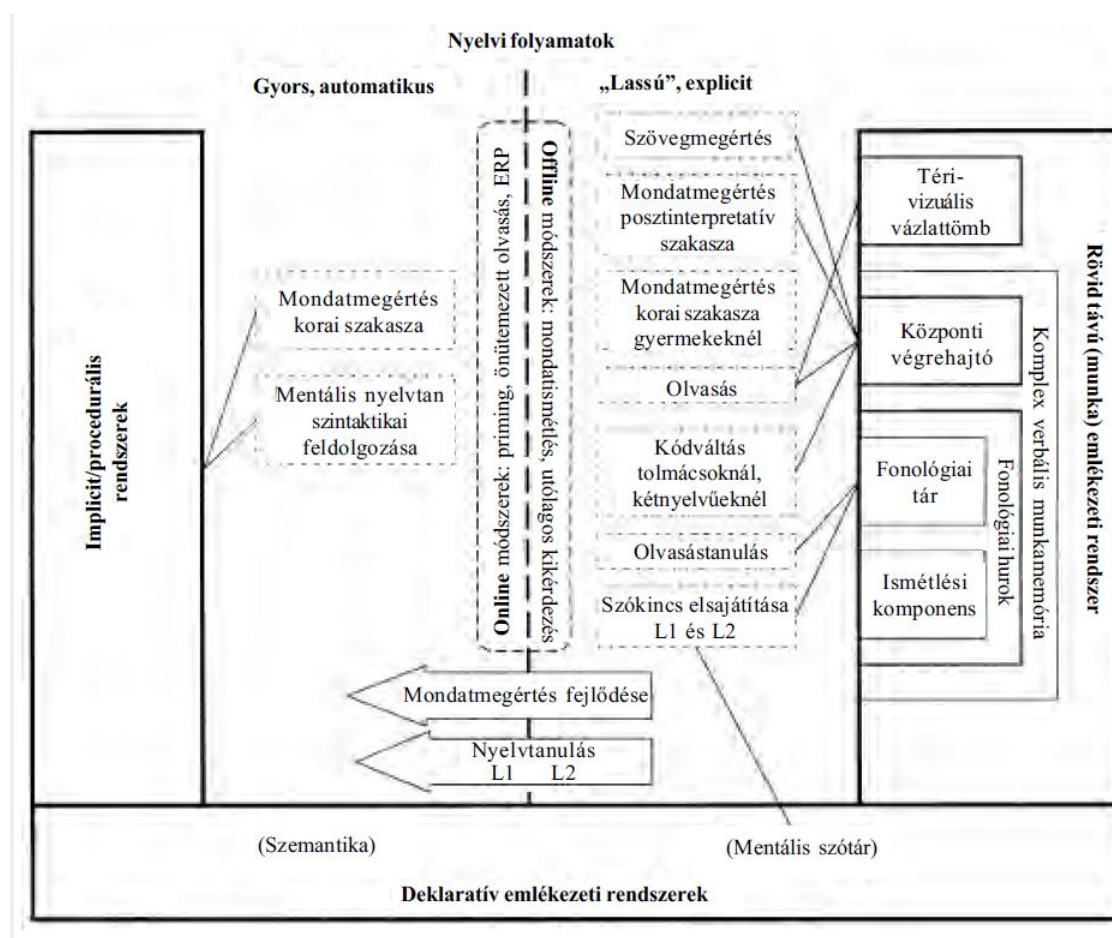 Nyelvi folyamatok
Gyors, automatikus
„Lassú”, explicit
Implicit/procedurális
rendszerek
Mondatmegértés
korai szakasza
Mentális nyelvtan
szintaktikai
feldolgozása
Online módszerek: priming, önütemezett olvasás, ERP
Offline módszerek: mondatismétlés, utólagos kikérdezés
Szövegmegértés
Mondatmegértés
posztinterpretatív
szakasza
Mondatmegértés
korai szakasza
gyermekeknél
Olvasás
Kódváltás
tolmácsoknál,
kétnyelvűeknél
Olvasástanulás
Szókincs elsajátítása
L1 és L2
Téri-
vizuális
vázlattömb
Központi
végrehajtó
Fonológiai
tár
Ismétlési
komponens
Fonológiai hurok
Komplex verbális munkamemória
Rövid távú (munka) emlékezeti rendszer
Mondatmegértés fejlődése
Nyelvtanulás
L1 L2
(Szemantika)
(Mentális szótár)
Deklaratív emlékezeti rendszerek